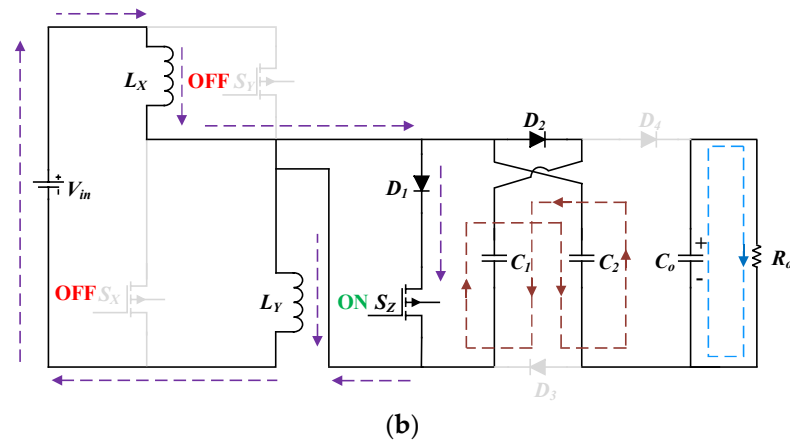 L_X
OFF S_Y
D_2
D_4
V_in
D_1
OFF S_X
L_Y
ON S_Z
C_1
C_2
C_o
+
-
R_o
D_3
(b)